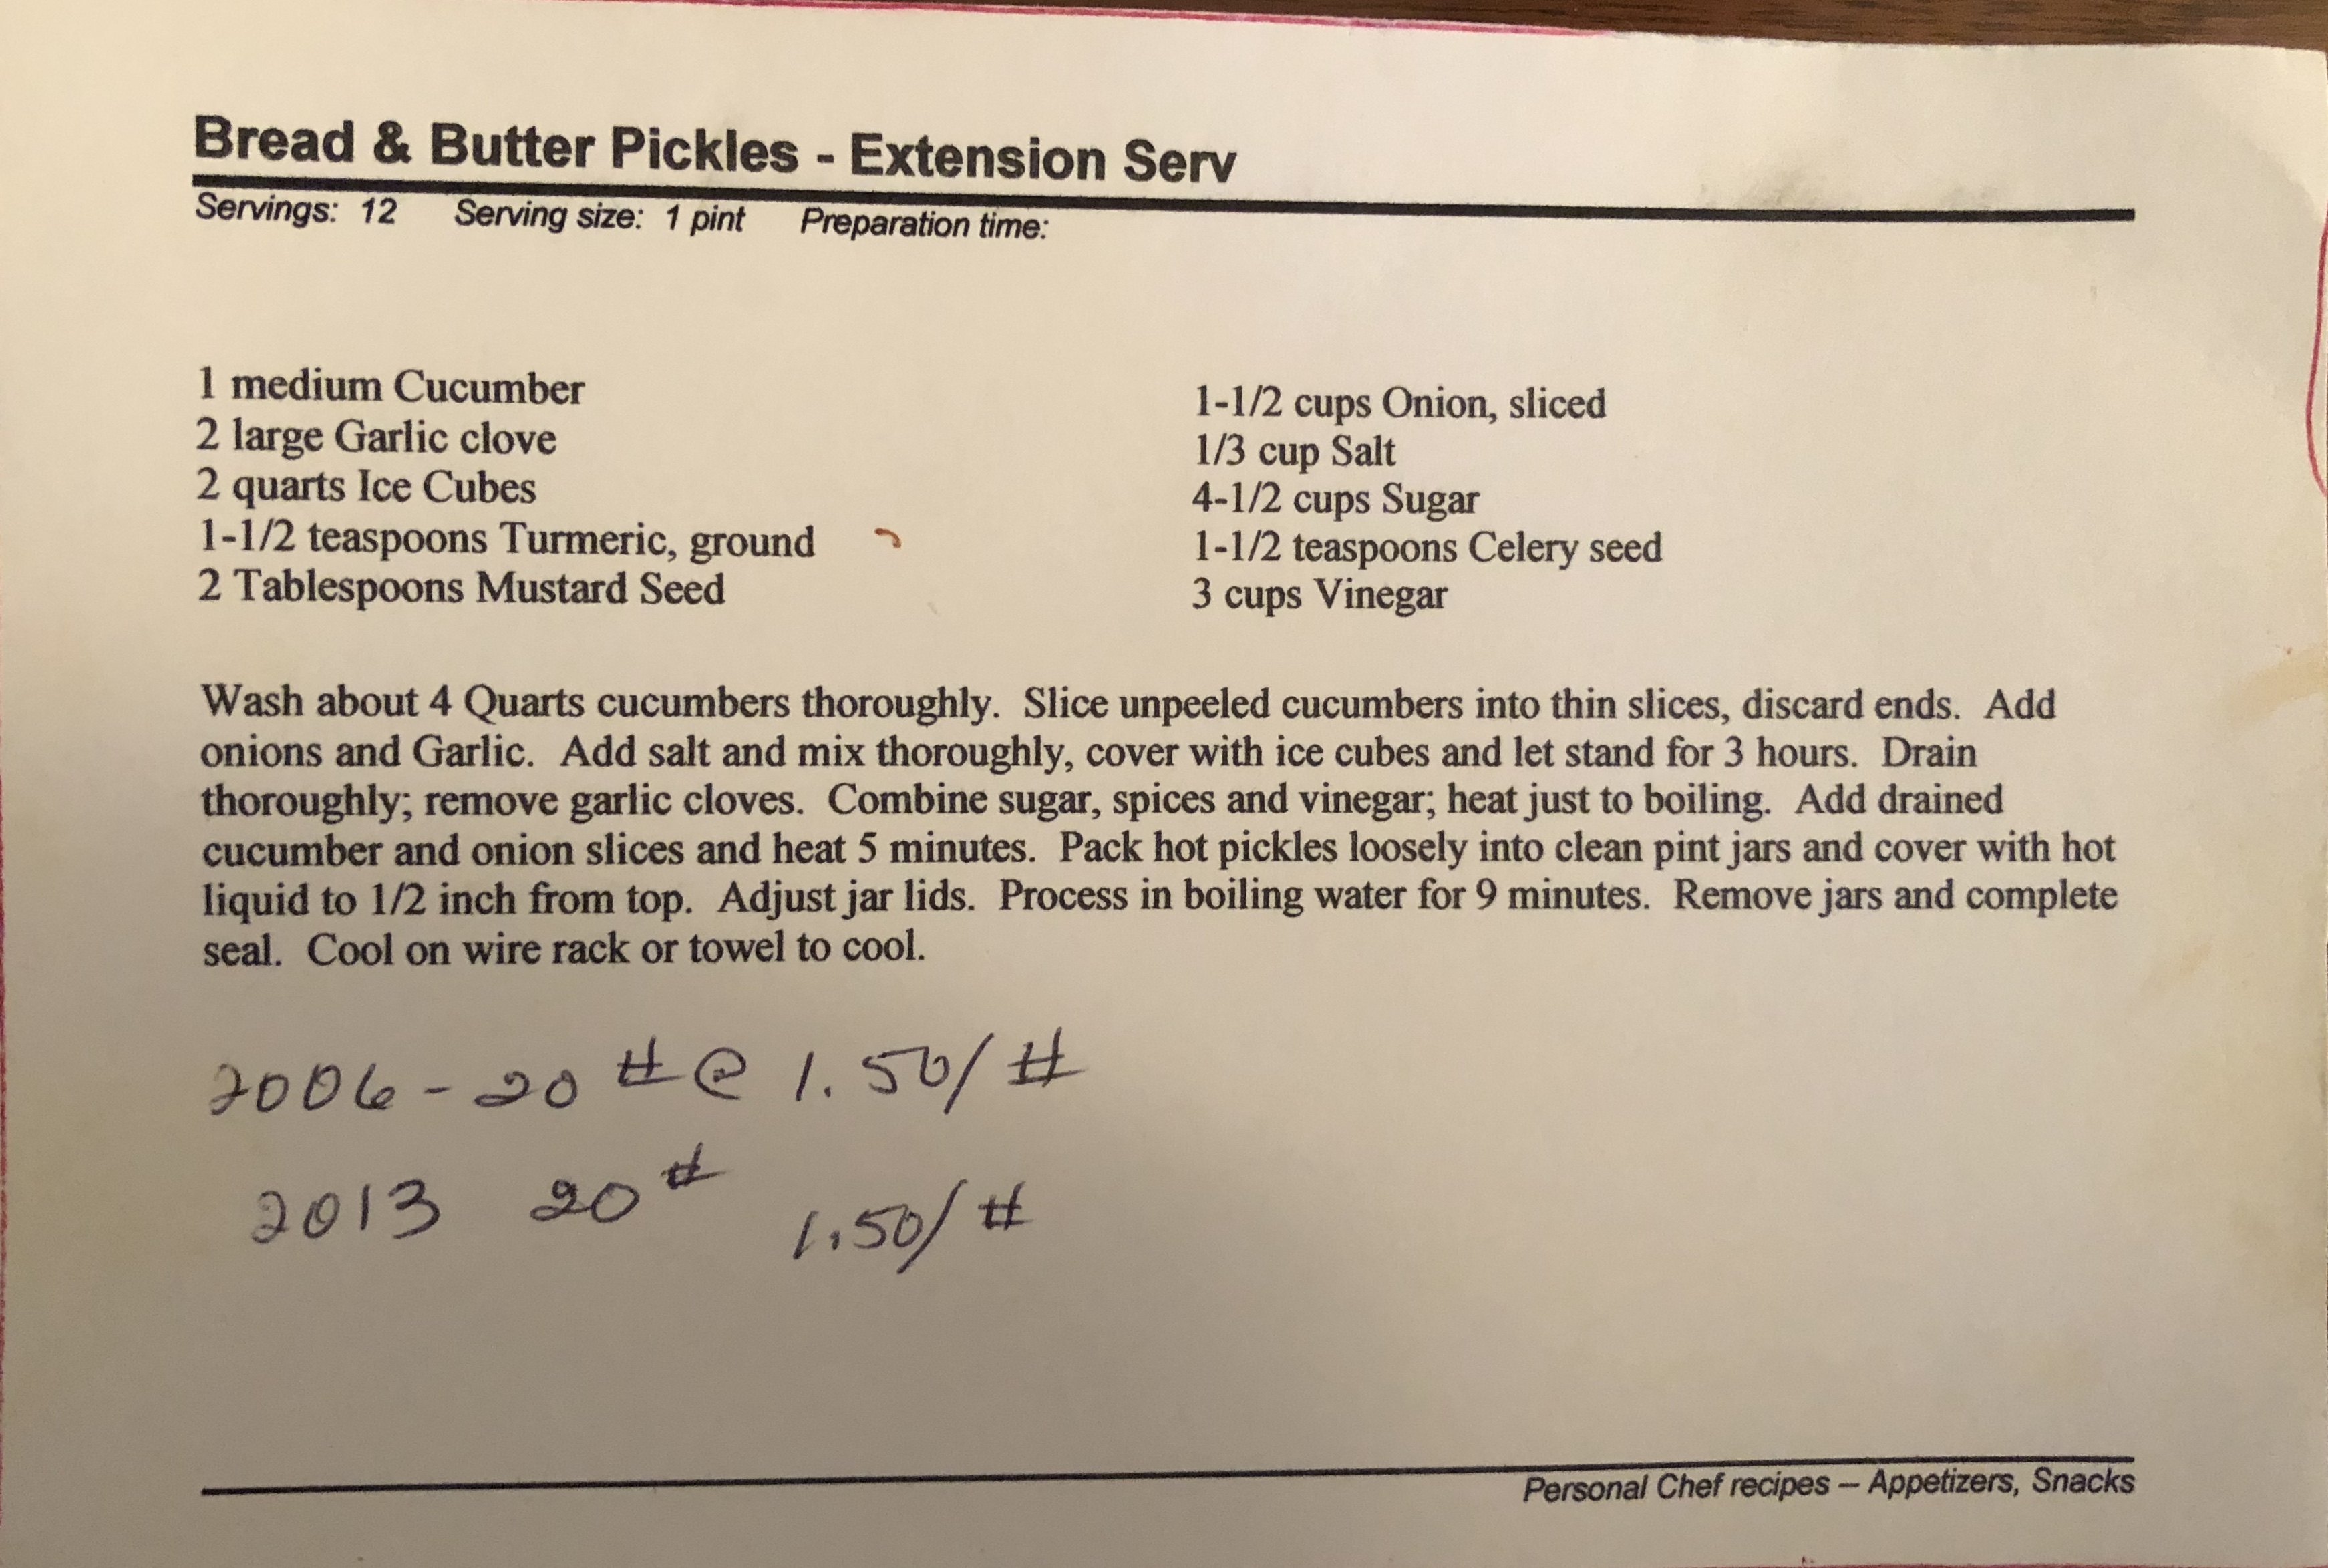 Bread & Butter Pickles - Extension Serv
Servings: 12 Serving size: 1 pint Preparation time:
1 medium Cucumber
2 large Garlic clove
2 quarts Ice Cubes
1-1/2 teaspoons Turmeric, ground
2 Tablespoons Mustard Seed
1-1/2 cups Onion, sliced
1/3 cup Salt
4-1/2 cups Sugar
1-1/2 teaspoons Celery seed
3 cups Vinegar
Wash about 4 Quarts cucumbers thoroughly. Slice unpeeled cucumbers into thin slices, discard ends. Add
onions and Garlic. Add salt and mix thoroughly, cover with ice cubes and let stand for 3 hours. Drain
thoroughly; remove garlic cloves. Combine sugar, spices and vinegar; heat just to boiling. Add drained
cucumber and onion slices and heat 5 minutes. Pack hot pickles loosely into clean pint jars and cover with hot
liquid to 1/2 inch from top. Adjust jar lids. Process in boiling water for 9 minutes. Remove jars and complete
seal. Cool on wire rack or towel to cool.
2006 - 20 # @ 1.50/#
2013 20 # 1.50/#
Personal Chef recipes – Appetizers, Snacks